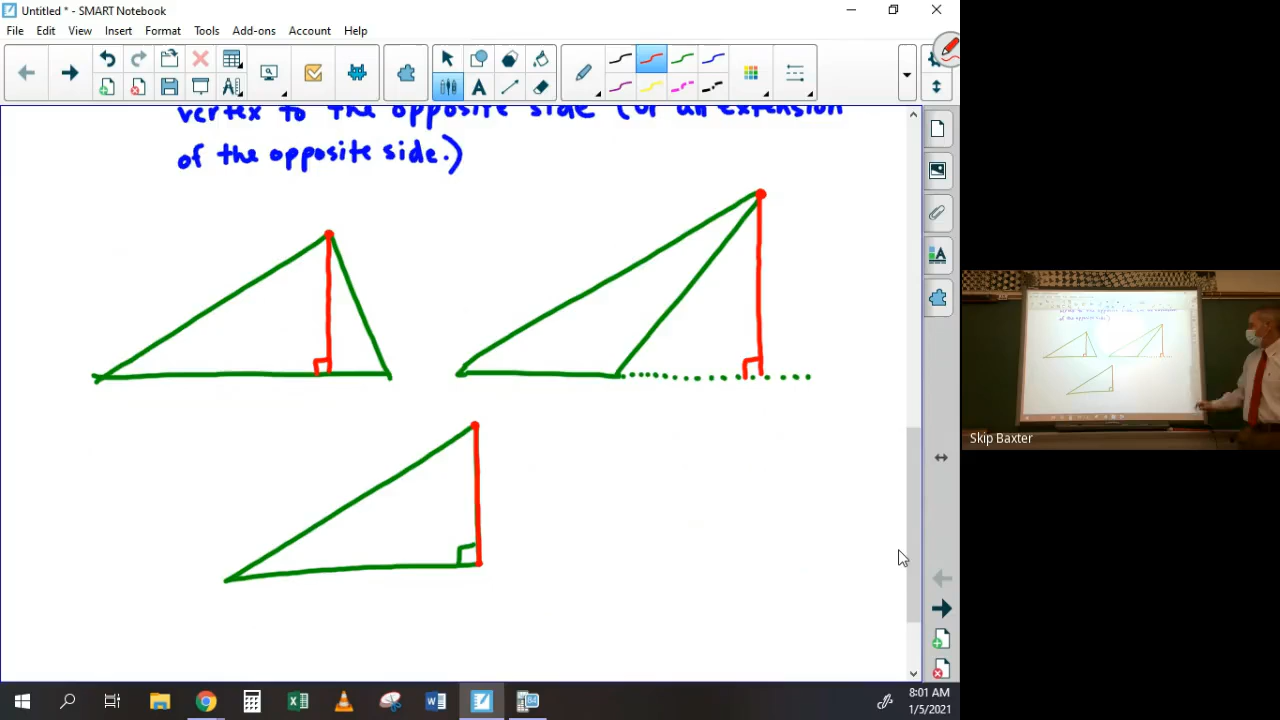 Untitled * - SMART Notebook
File Edit View Insert Format Tools Add-ons Account Help
vertex to the opposite side (or an extension
of the opposite side.)
Skip Baxter
8:01 AM
1/5/2021